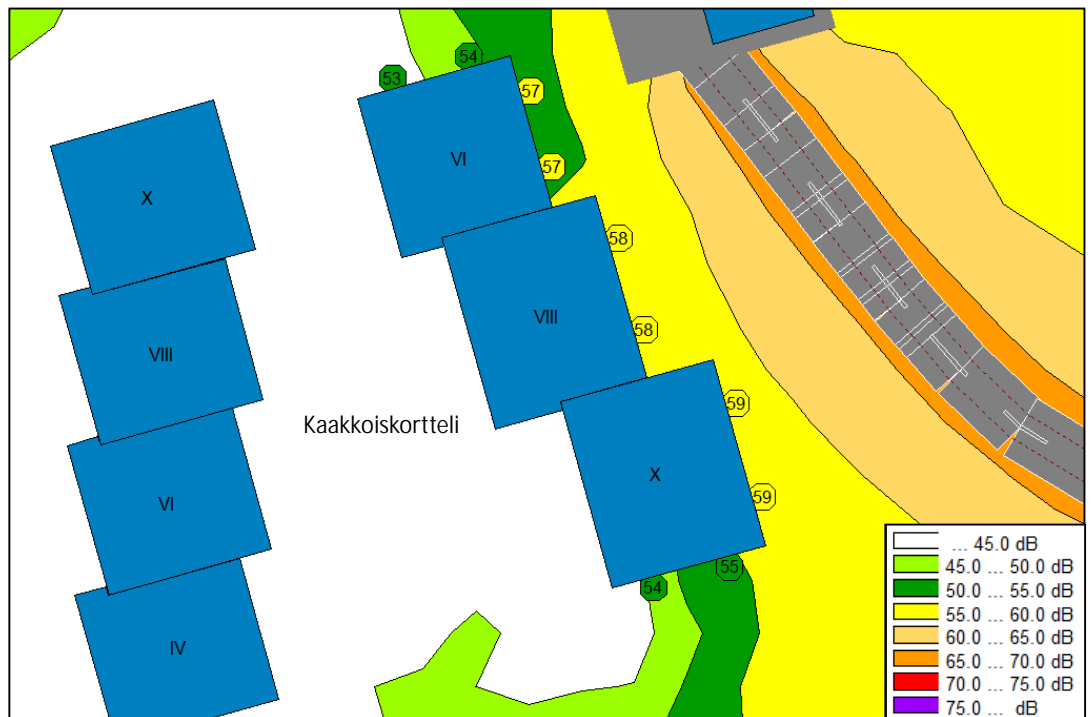 54
53
57
VI
57
X
58
VIII
58
VIII
59
Kaakkoiskortteli
X
59
VI
55
54
IV
... 45.0 dB
45.0 ... 50.0 dB
50.0 ... 55.0 dB
55.0 ... 60.0 dB
60.0 ... 65.0 dB
65.0 ... 70.0 dB
70.0 ... 75.0 dB
75.0 ... dB